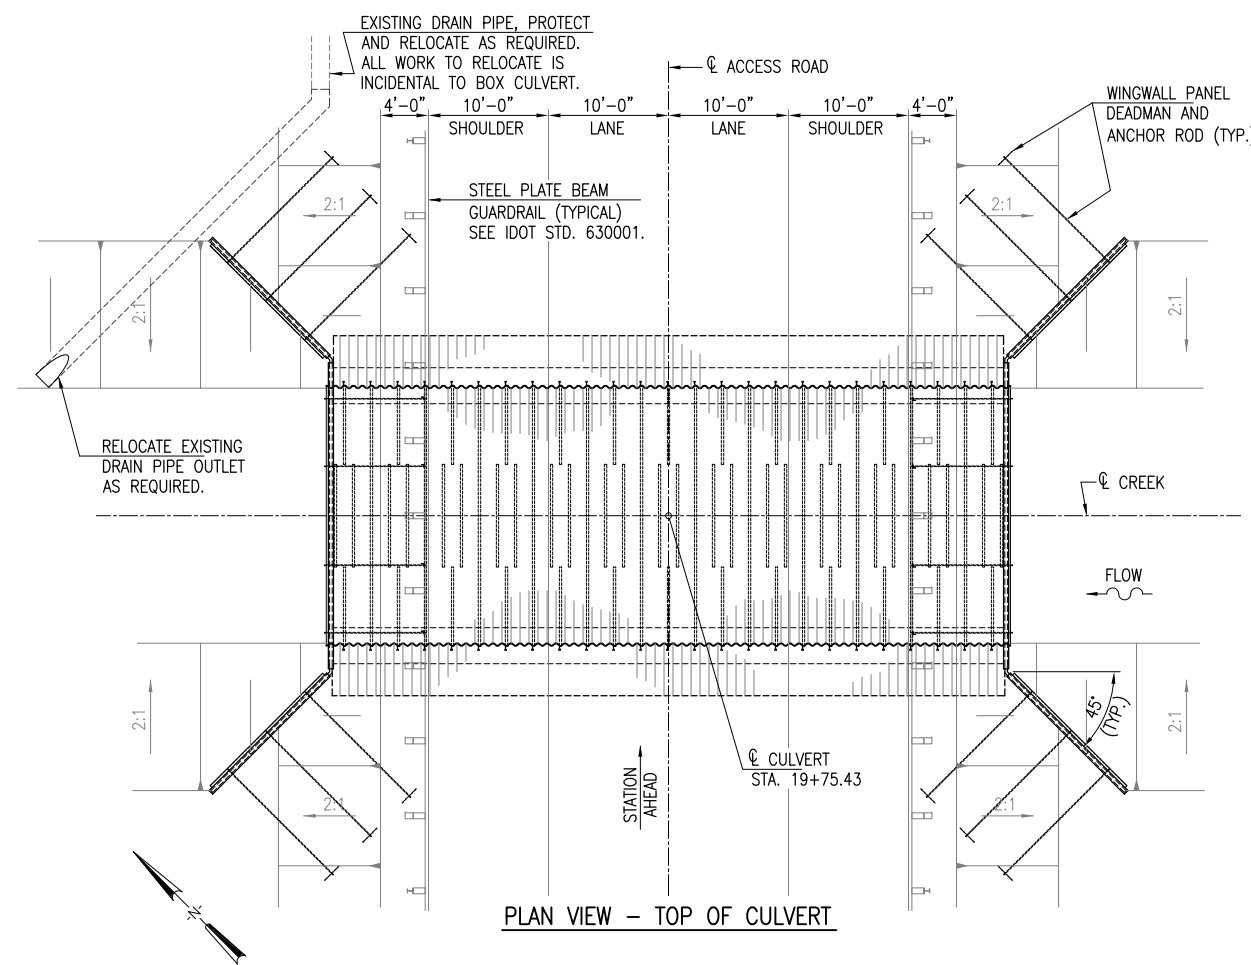 EXISTING DRAIN PIPE, PROTECT
AND RELOCATE AS REQUIRED.
ALL WORK TO RELOCATE IS
INCIDENTAL TO BOX CULVERT.
℄ ACCESS ROAD
4'-0"
10'-0"
SHOULDER
10'-0"
LANE
10'-0"
LANE
10'-0"
SHOULDER
4'-0"
WINGWALL PANEL
DEADMAN AND
ANCHOR ROD (TYP.)
STEEL PLATE BEAM
GUARDRAIL (TYPICAL)
SEE IDOT STD. 630001.
2:1
2:1
2:1
2:1
RELOCATE EXISTING
DRAIN PIPE OUTLET
AS REQUIRED.
℄ CREEK
FLOW
45°
(TYP.)
2:1
2:1
2:1
2:1
℄ CULVERT
STA. 19+75.43
STATION
AHEAD
N
PLAN VIEW – TOP OF CULVERT